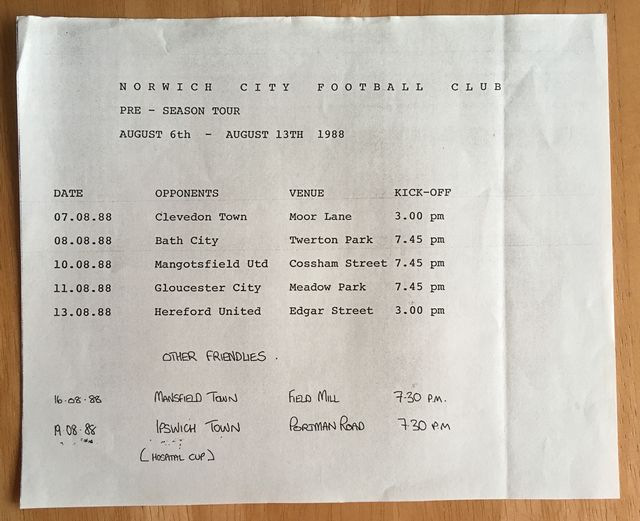 NORWICH CITY FOOTBALL CLUB
PRE - SEASON TOUR
AUGUST 6th - AUGUST 13TH 1988
DATE OPPONENTS VENUE KICK-OFF
07.08.88 Clevedon Town Moor Lane 3.00 pm
08.08.88 Bath City Twerton Park 7.45 pm
10.08.88 Mangotsfield Utd Cossham Street 7.45 pm
11.08.88 Gloucester City Meadow Park 7.45 pm
13.08.88 Hereford United Edgar Street 3.00 pm
OTHER FRIENDLIES.
16.08.88 MANSFIELD TOWN FIELD MILL 7.30 P.M.
19.08.88 IPSWICH TOWN PORTMAN ROAD 7.30 PM
[HOSPITAL CUP]